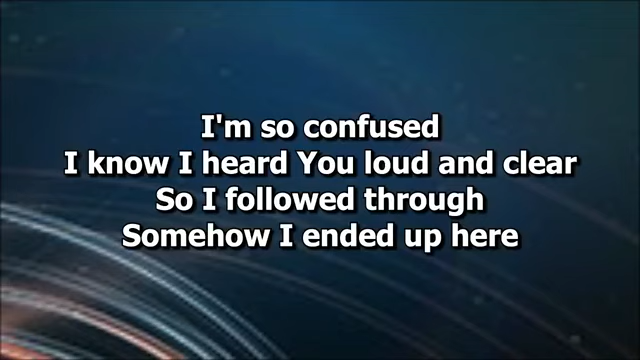 I'm so confused
I know I heard You loud and clear
So I followed through
Somehow I ended up here